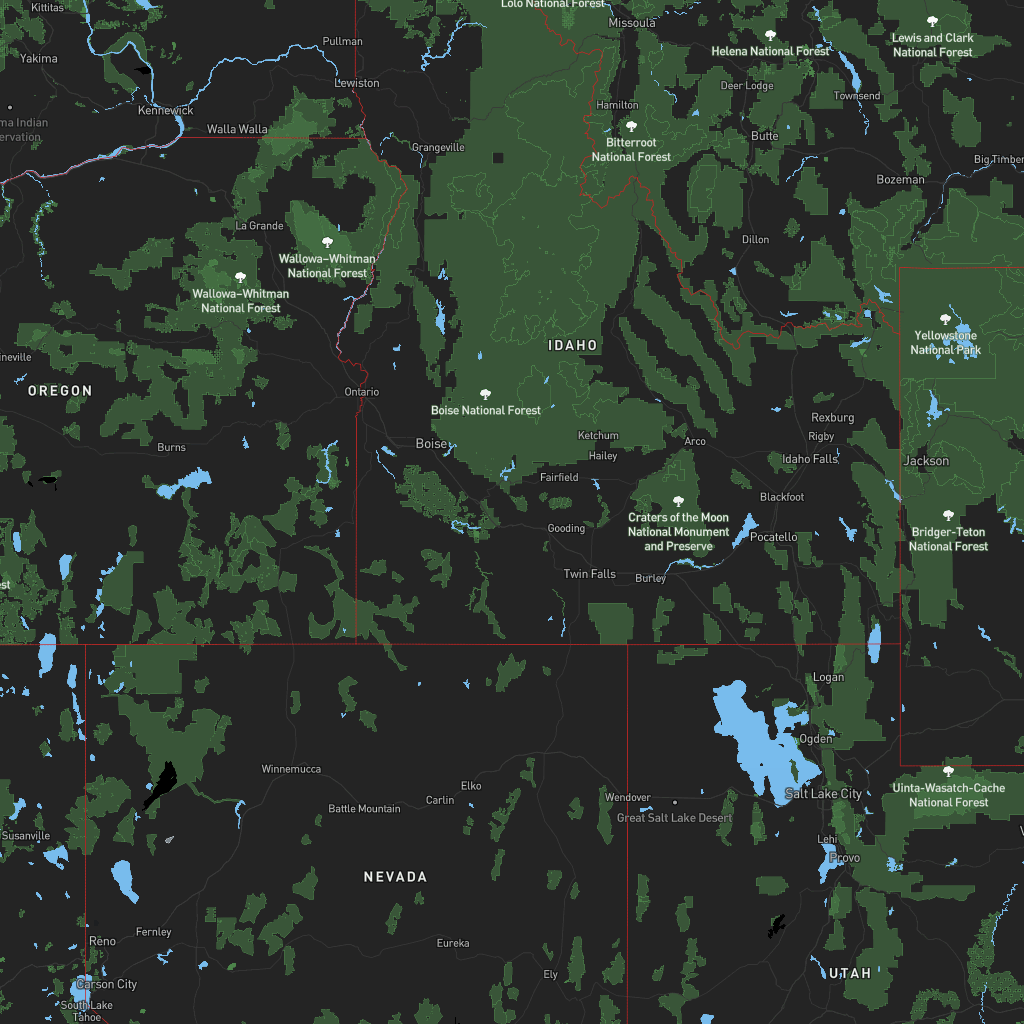 Kittitas
Lolo National Forest
Missoula
Lewis and Clark
National Forest
Helena National Forest
Pullman
Yakima
Lewiston
Deer Lodge
Townsend
Hamilton
Kennewick
Walla Walla
Butte
Grangeville
Bitterroot
National Forest
Big Timber
Bozeman
La Grande
Dillon
Wallowa–Whitman
National Forest
Wallowa–Whitman
National Forest
Yellowstone
National Park
IDAHO
OREGON
Ontario
Boise National Forest
Rexburg
Rigby
Ketchum
Arco
Boise
Burns
Hailey
Idaho Falls
Jackson
Fairfield
Blackfoot
Craters of the Moon
National Monument
and Preserve
Gooding
Pocatello
Bridger-Teton
National Forest
Twin Falls
Burley
Logan
Ogden
Winnemucca
Elko
Carlin
Battle Mountain
Wendover
Great Salt Lake Desert
Salt Lake City
Uinta-Wasatch-Cache
National Forest
Susanville
Lehi
Provo
NEVADA
Fernley
Reno
Eureka
Ely
UTAH
Carson City
South Lake
Tahoe